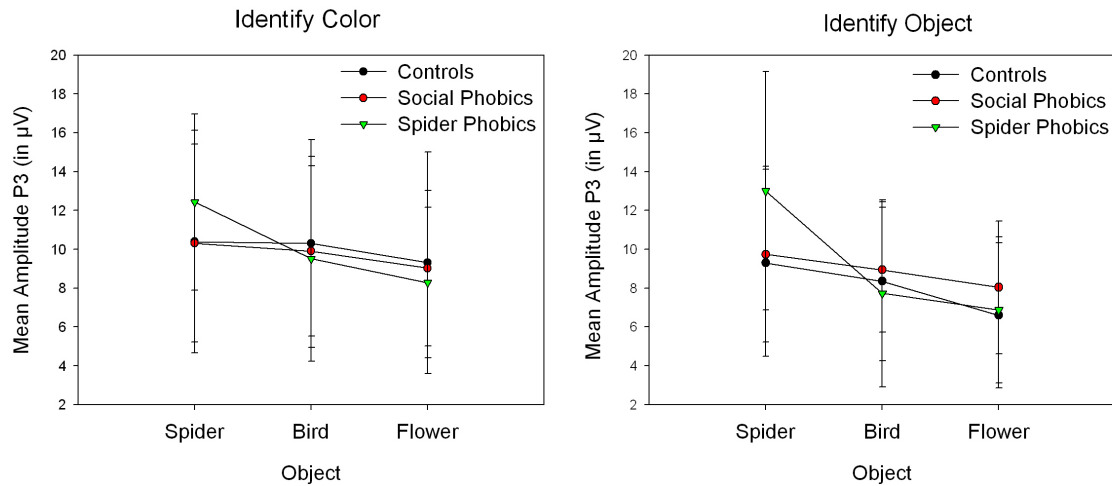 Identify Color
Mean Amplitude P3 (in µV)
20
18
16
14
12
10
8
6
4
2
Controls
Social Phobics
Spider Phobics
Spider Bird Flower
Object
Identify Object
Mean Amplitude P3 (in µV)
20
18
16
14
12
10
8
6
4
2
Controls
Social Phobics
Spider Phobics
Spider Bird Flower
Object